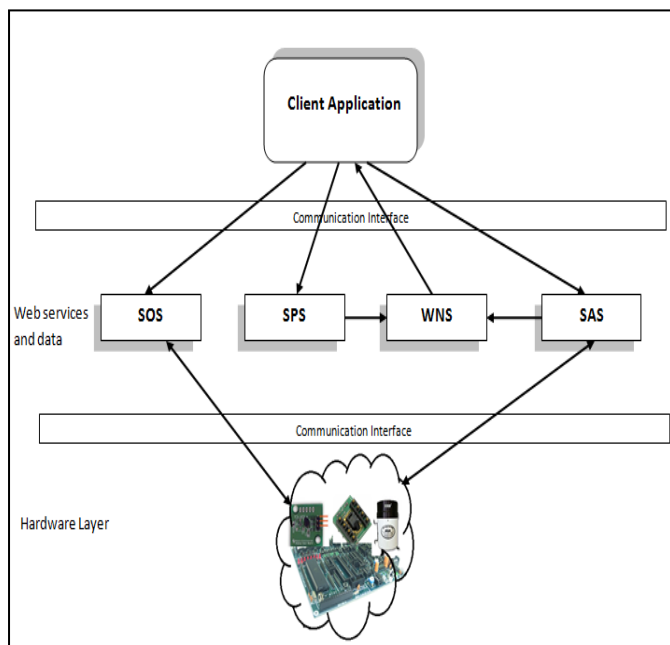 Client Application
Communication Interface
Web services
and data
SOS
SPS
WNS
SAS
Communication Interface
Hardware Layer